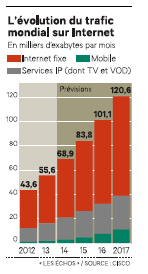 L'évolution du trafic
mondial sur Internet
En milliers d'exabytes par mois
Internet fixe Mobile
Services IP (dont TV et VOD)
Prévisions
120
100
80
60
40
20
0
43,6
55,6
68,9
83,8
101,1
120,6
2012 13 14 15 16 2017
• LES ÉCHOS • / SOURCE : CISCO